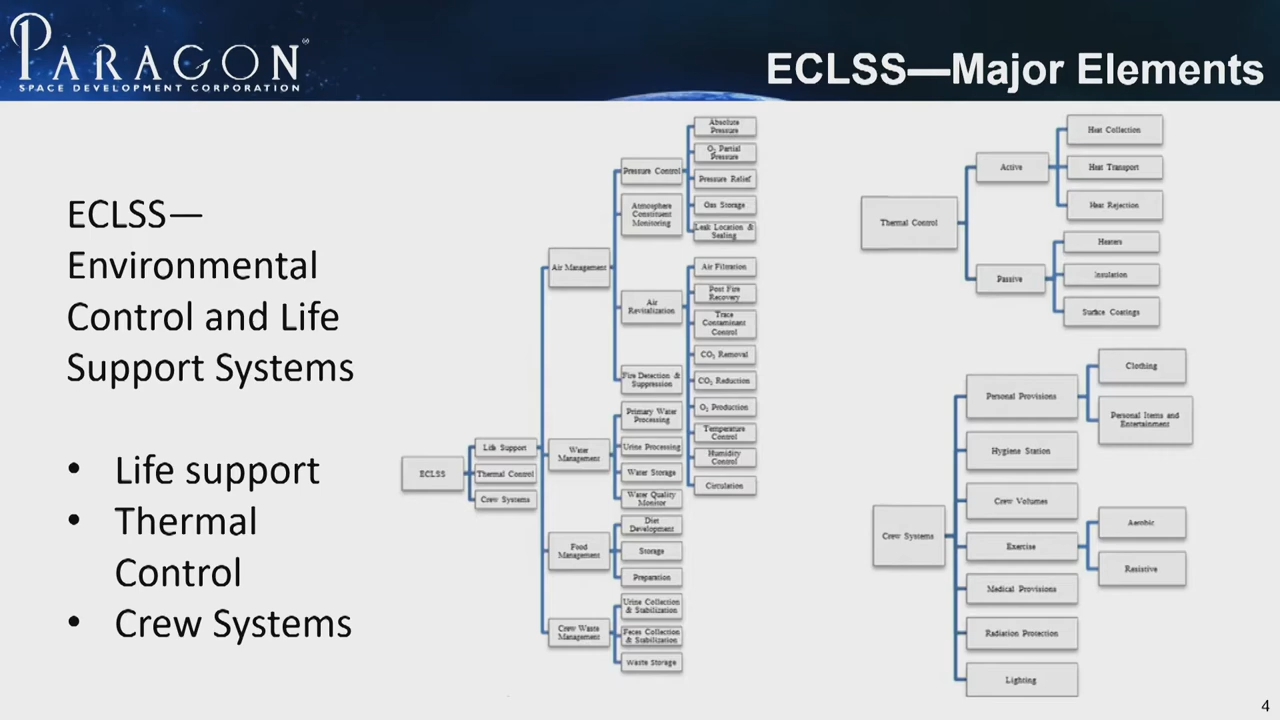 PARAGON
SPACE DEVELOPMENT CORPORATION
ECLSS—Major Elements
ECLSS—
Environmental
Control and Life
Support Systems
• Life support
• Thermal
Control
• Crew Systems
ECLSS
Life Support
Thermal Control
Crew Systems
Air Management
Water
Management
Food
Management
Crew Waste
Management
Pressure Control
Atmosphere
Constituent
Monitoring
Air
Revitalization
Fire Detection &
Suppression
Primary Water
Processing
Urine Processing
Water Storage
Water Quality
Monitor
Diet
Development
Storage
Preparation
Urine Collection
& Stabilization
Feces Collection
& Stabilization
Waste Storage
Absolute
Pressure
O₂ Partial
Pressure
Pressure Relief
Gas Storage
Leak Location &
Sealing
Air Filtration
Post Fire
Recovery
Trace
Contaminant
Control
CO₂ Removal
CO₂ Reduction
O₂ Production
Temperature
Control
Humidity
Control
Circulation
Thermal Control
Active
Passive
Heat Collection
Heat Transport
Heat Rejection
Heaters
Insulation
Surface Coatings
Crew Systems
Personal Provisions
Hygiene Station
Crew Volumes
Exercise
Medical Provisions
Radiation Protection
Lighting
Clothing
Personal Items and
Entertainment
Aerobic
Resistive
4